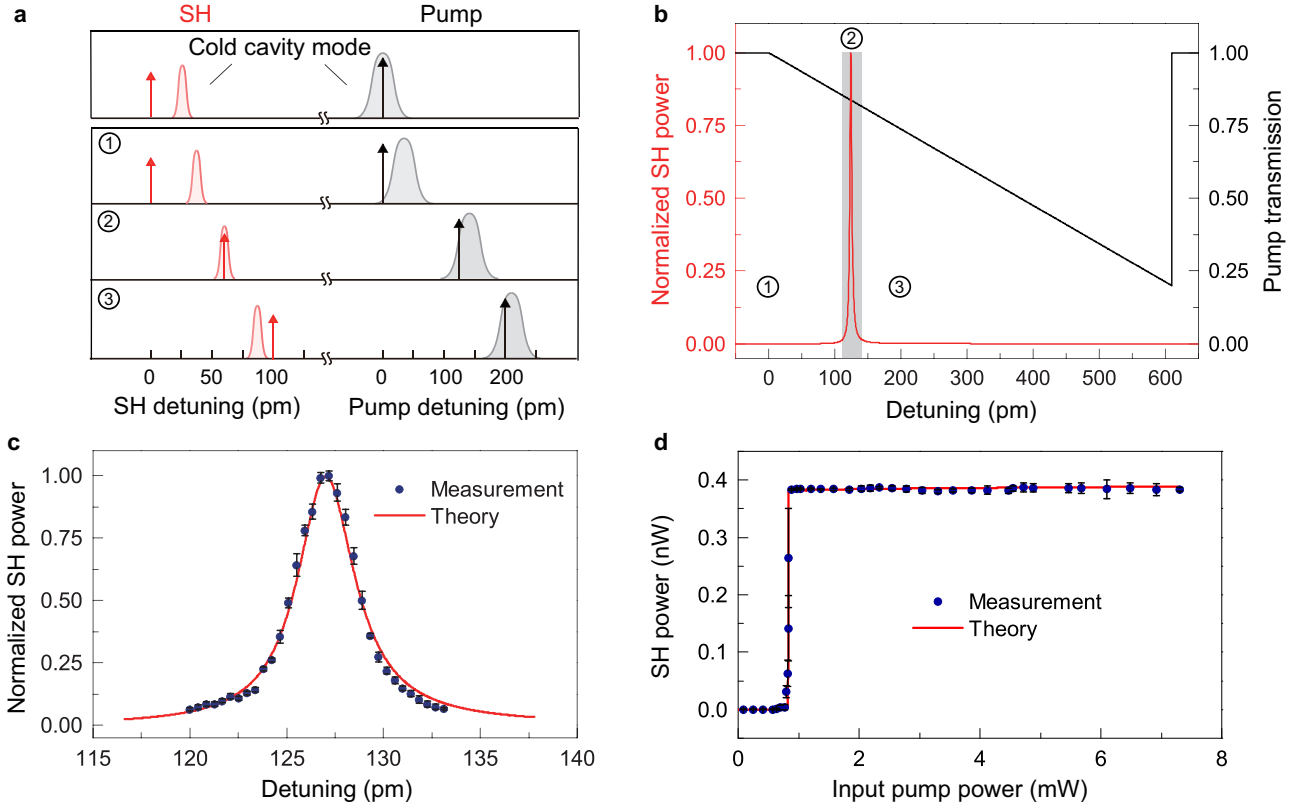 a
SH
Pump
Cold cavity mode
①
②
③
0 50 100 0 200
SH detuning (pm) Pump detuning (pm)
b
②
1.00 1.00
0.75 0.75
0.50 0.50
0.25 0.25
0.00 0.00
① ③
Normalized SH power
Pump transmission
0 100 200 300 400 500 600
Detuning (pm)
c
1.00
0.75
0.50
0.25
0.00
Normalized SH power
Measurement
Theory
115 120 125 130 135 140
Detuning (pm)
d
0.4
0.3
0.2
0.1
0.0
SH power (nW)
Measurement
Theory
0 2 4 6 8
Input pump power (mW)